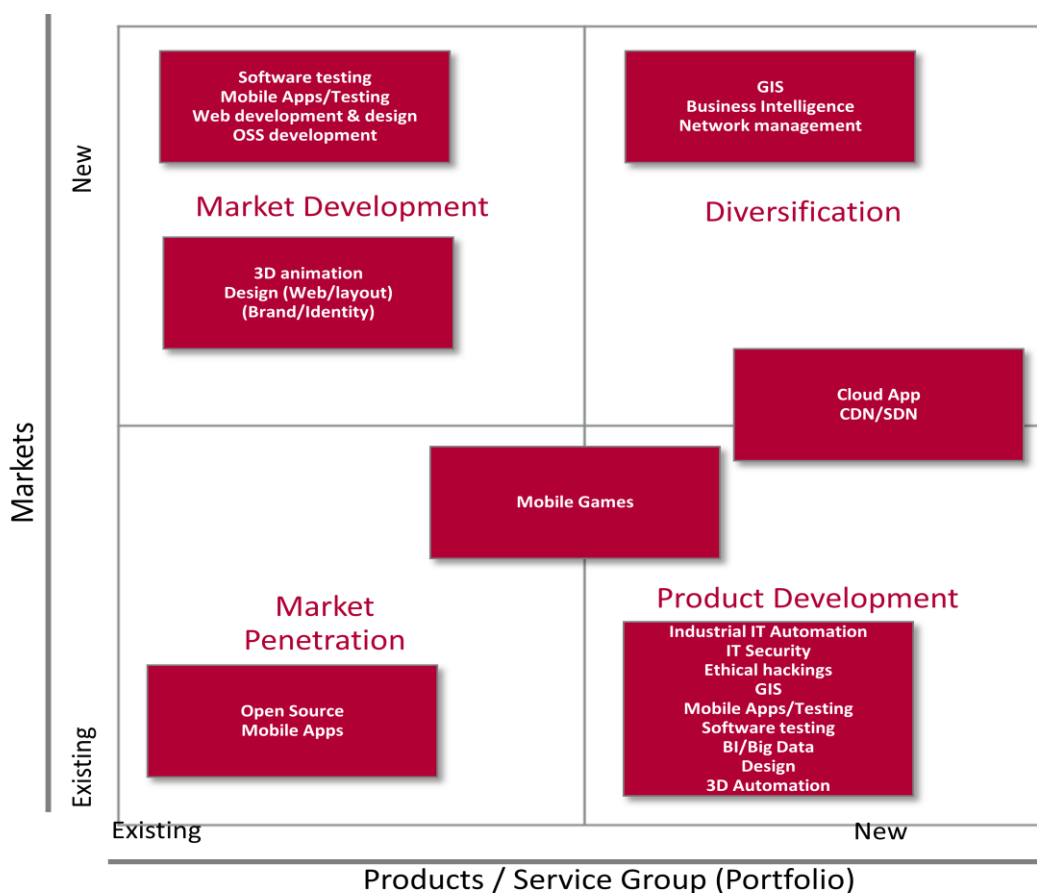 Software testing
Mobile Apps/Testing
Web development & design
OSS development
GIS
Business Intelligence
Network management
New
Market Development
Diversification
3D animation
Design (Web/layout)
(Brand/Identity)
Cloud App
CDN/SDN
Markets
Mobile Games
Market
Penetration
Product Development
Industrial IT Automation
IT Security
Ethical hackings
GIS
Mobile Apps/Testing
Software testing
BI/Big Data
Design
3D Automation
Open Source
Mobile Apps
Existing
Existing
New
Products / Service Group (Portfolio)